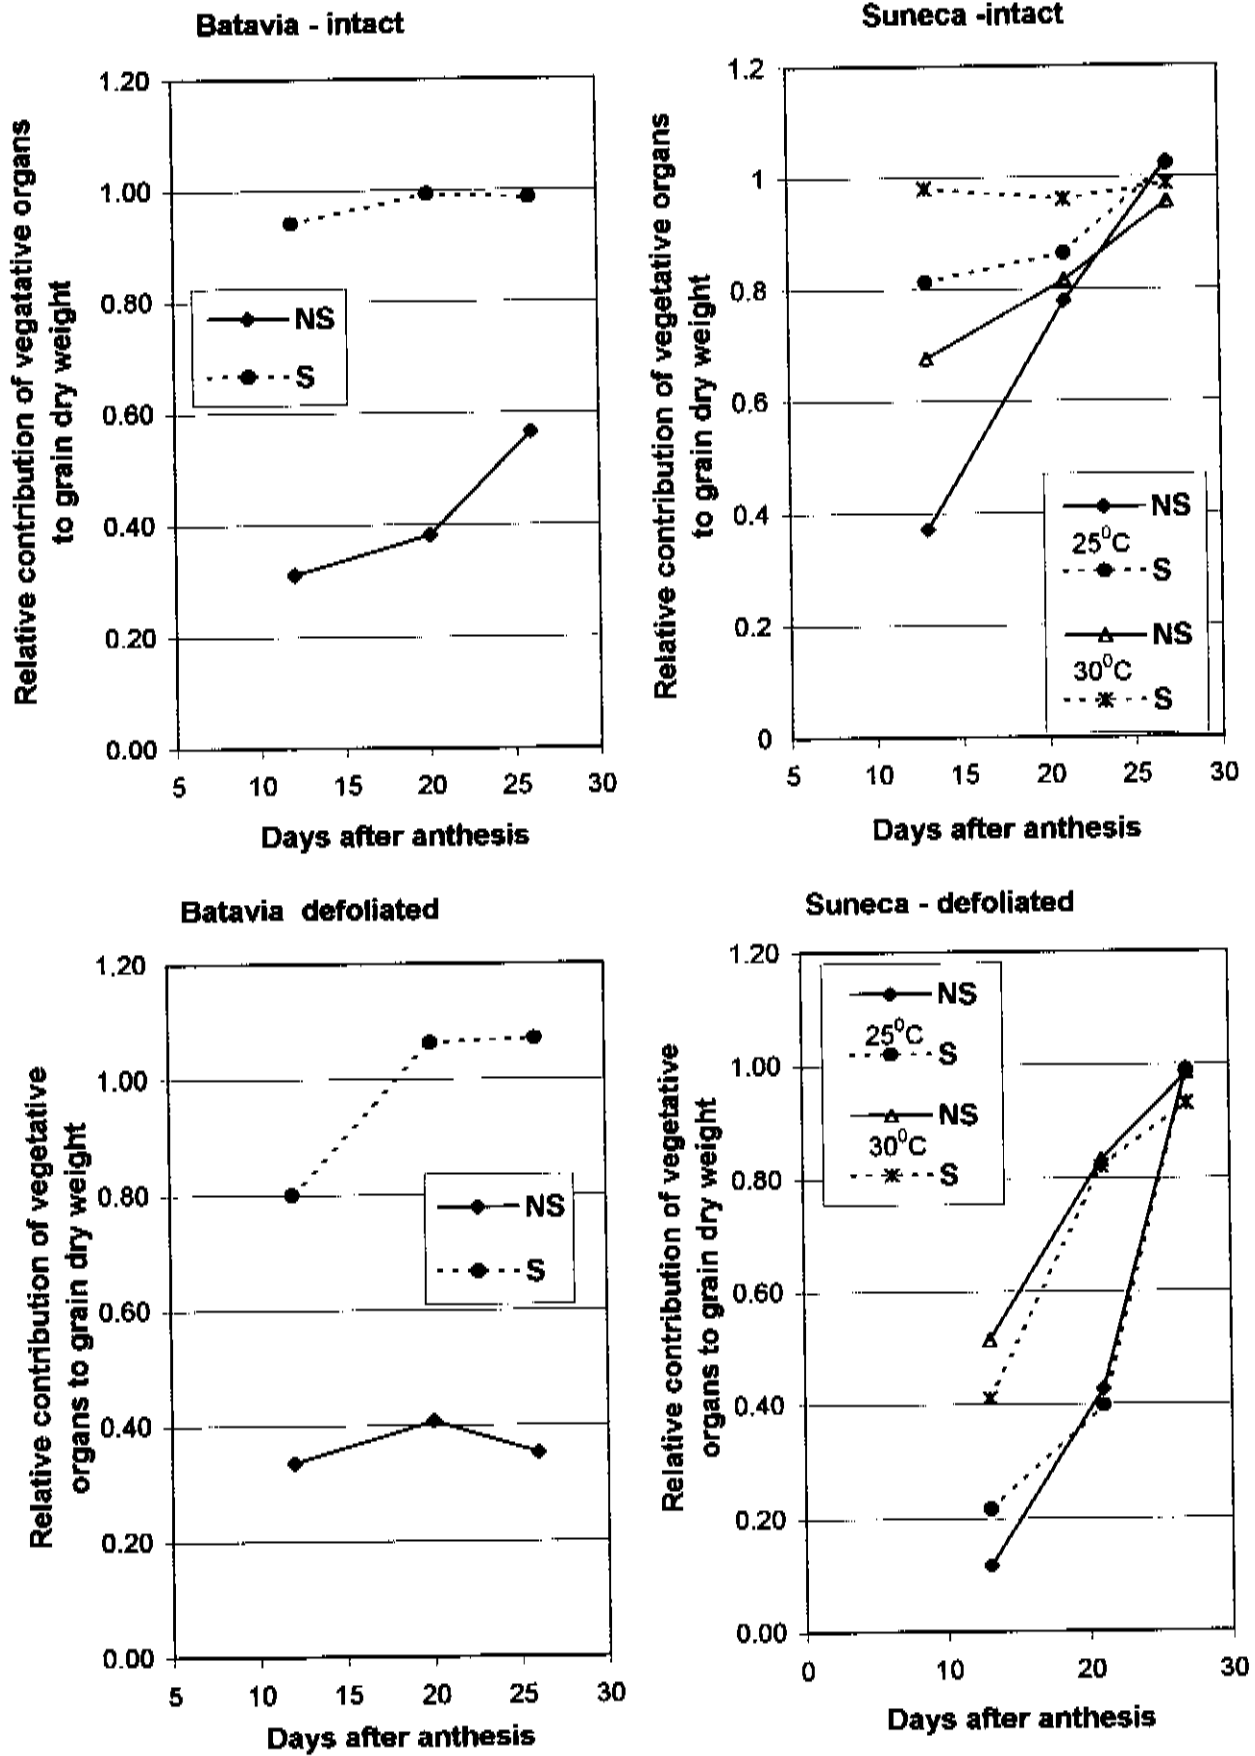 Batavia - intact
Relative contribution of vegatative organs
to grain dry weight
1.20
1.00
0.80
0.60
0.40
0.20
0.00
NS
S
5 10 15 20 25 30
Days after anthesis
Suneca -intact
Relative contribution of vegetative organs
to grain dry weight
1.2
1
0.8
0.6
0.4
0.2
0
NS
25⁰C
S
NS
30⁰C
S
5 10 15 20 25 30
Days after anthesis
Batavia defoliated
Relative contribution of vegetative
organs to grain dry weight
1.20
1.00
0.80
0.60
0.40
0.20
0.00
NS
S
5 10 15 20 25 30
Days after anthesis
Suneca - defoliated
Relative contribution of vegetative
organs to grain dry weight
1.20
1.00
0.80
0.60
0.40
0.20
0.00
NS
25⁰C
S
NS
30⁰C
S
0 10 20 30
Days after anthesis